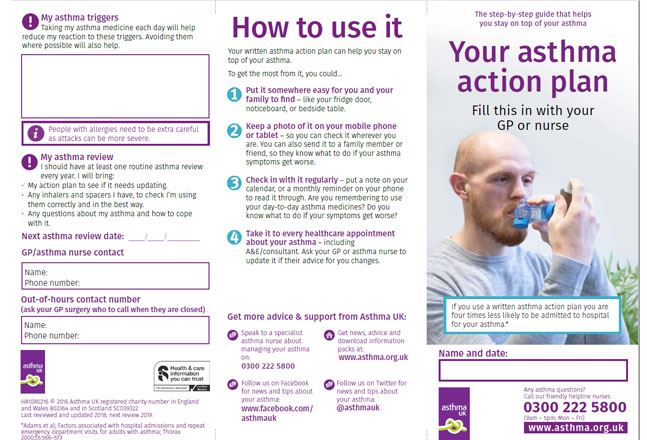 My asthma triggers
Taking my asthma medicine each day will help
reduce my reaction to these triggers. Avoiding them
where possible will also help.
People with allergies need to be extra careful
as attacks can be more severe.
My asthma review
I should have at least one routine asthma review
every year. I will bring:
• My action plan to see if it needs updating.
• Any inhalers and spacers I have, to check I'm using
them correctly and in the best way.
• Any questions about my asthma and how to cope
with it.
Next asthma review date: ___/___/________
GP/asthma nurse contact
Name:
Phone number:
Out-of-hours contact number
(ask your GP surgery who to call when they are closed)
Name:
Phone number:
asthma
UK
Health & care
information
you can trust
HA1080216 © 2016 Asthma UK registered charity number in England
and Wales 802364 and in Scotland SC039322.
Last reviewed and updated 2018, next review 2019.
*Adams et al; Factors associated with hospital admissions and repeat
emergency department visits for adults with asthma; Thorax
2000;55:566–573
How to use it
Your written asthma action plan can help you stay on
top of your asthma.
To get the most from it, you could...
1 Put it somewhere easy for you and your
family to find – like your fridge door,
noticeboard, or bedside table.
2 Keep a photo of it on your mobile phone
or tablet – so you can check it wherever you
are. You can also send it to a family member or
friend, so they know what to do if your asthma
symptoms get worse.
3 Check in with it regularly – put a note on your
calendar, or a monthly reminder on your phone
to read it through. Are you remembering to use
your day-to-day asthma medicines? Do you
know what to do if your symptoms get worse?
4 Take it to every healthcare appointment
about your asthma – including
A&E/consultant. Ask your GP or asthma nurse to
update it if their advice for you changes.
Get more advice & support from Asthma UK:
Speak to a specialist
asthma nurse about
managing your asthma
on:
0300 222 5800
Get news, advice and
download information
packs at:
www.asthma.org.uk
Follow us on Facebook
for news and tips about
your asthma:
www.facebook.com/
asthmauk
Follow us on Twitter for
news and tips about
your asthma:
@asthmauk
The step-by-step guide that helps
you stay on top of your asthma
Your asthma
action plan
Fill this in with your
GP or nurse
If you use a written asthma action plan you are
four times less likely to be admitted to hospital
for your asthma.*
Name and date:
asthma
UK
Any asthma questions?
Call our friendly helpline nurses
0300 222 5800
(9am – 5pm; Mon – Fri)
www.asthma.org.uk